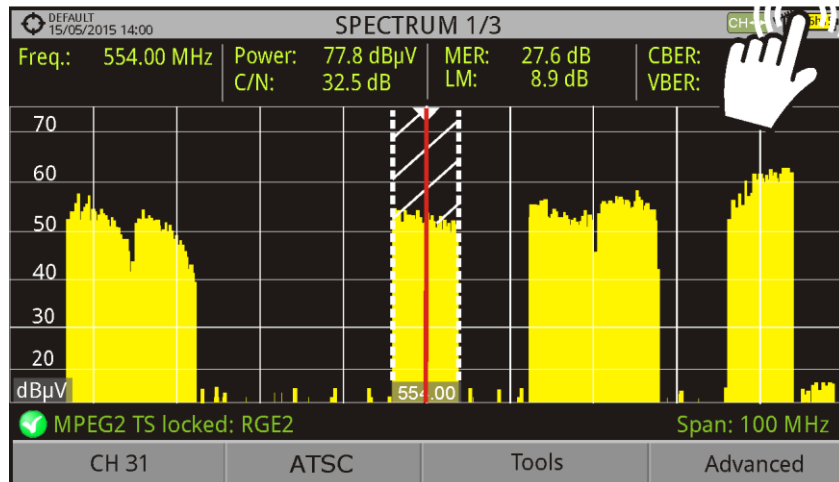 DEFAULT
15/05/2015 14:00
SPECTRUM 1/3
CH
Freq.: 554.00 MHz
Power: 77.8 dBµV
MER: 27.6 dB
CBER:
C/N: 32.5 dB
LM: 8.9 dB
VBER:
70
60
50
40
30
20
dBµV
554.00
MPEG2 TS locked: RGE2
Span: 100 MHz
CH 31
ATSC
Tools
Advanced